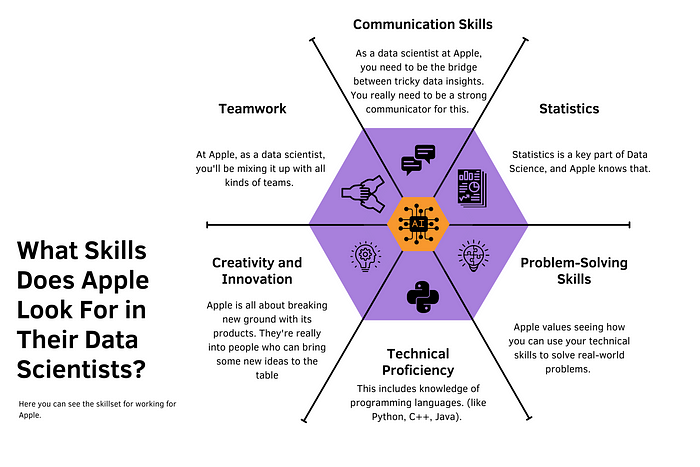 Communication Skills
As a data scientist at Apple,
you need to be the bridge
between tricky data insights.
You really need to be a strong
communicator for this.
Teamwork
At Apple, as a data scientist,
you'll be mixing it up with all
kinds of teams.
Statistics
Statistics is a key part of Data
Science, and Apple knows that.
AI
What Skills
Does Apple
Look For in
Their Data
Scientists?
Here you can see the skillset for working for
Apple.
Creativity and
Innovation
Apple is all about breaking
new ground with its
products. They're really
into people who can bring
some new ideas to the
table
Technical
Proficiency
This includes knowledge of
programming languages. (like
Python, C++, Java).
Problem-Solving
Skills
Apple values seeing how
you can use your technical
skills to solve real-world
problems.